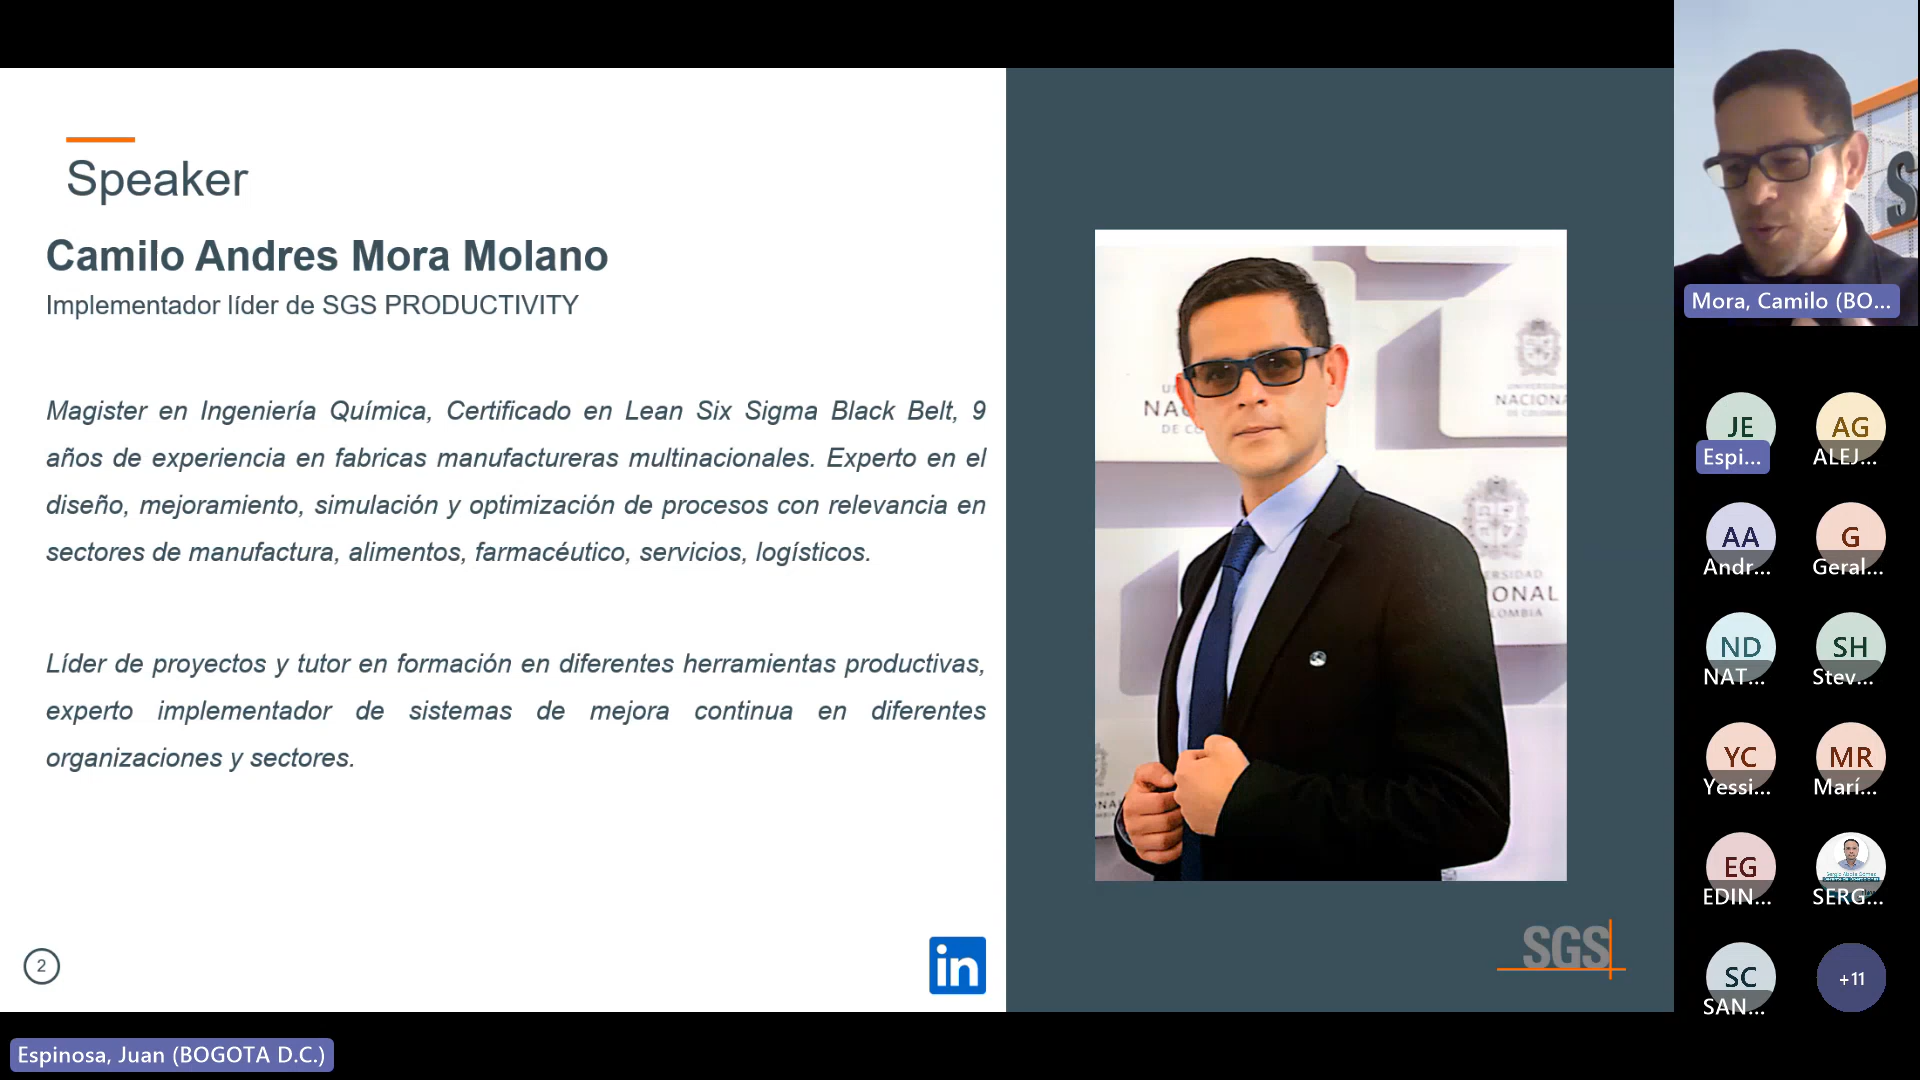 Speaker
Camilo Andres Mora Molano
Implementador líder de SGS PRODUCTIVITY
Magister en Ingeniería Química, Certificado en Lean Six Sigma Black Belt, 9
años de experiencia en fabricas manufactureras multinacionales. Experto en el
diseño, mejoramiento, simulación y optimización de procesos con relevancia en
sectores de manufactura, alimentos, farmacéutico, servicios, logísticos.
Líder de proyectos y tutor en formación en diferentes herramientas productivas,
experto implementador de sistemas de mejora continua en diferentes
organizaciones y sectores.
2
in
NACIONA
DE COLOMBIA
ONAL
SGS
Mora, Camilo (BO...
JE
Espi...
AG
ALEJ...
AA
Andr...
G
Geral...
ND
NAT...
SH
Stev...
YC
Yessi...
MR
Marí...
EG
EDIN...
SERG...
SC
SAN...
+11
Espinosa, Juan (BOGOTA D.C.)